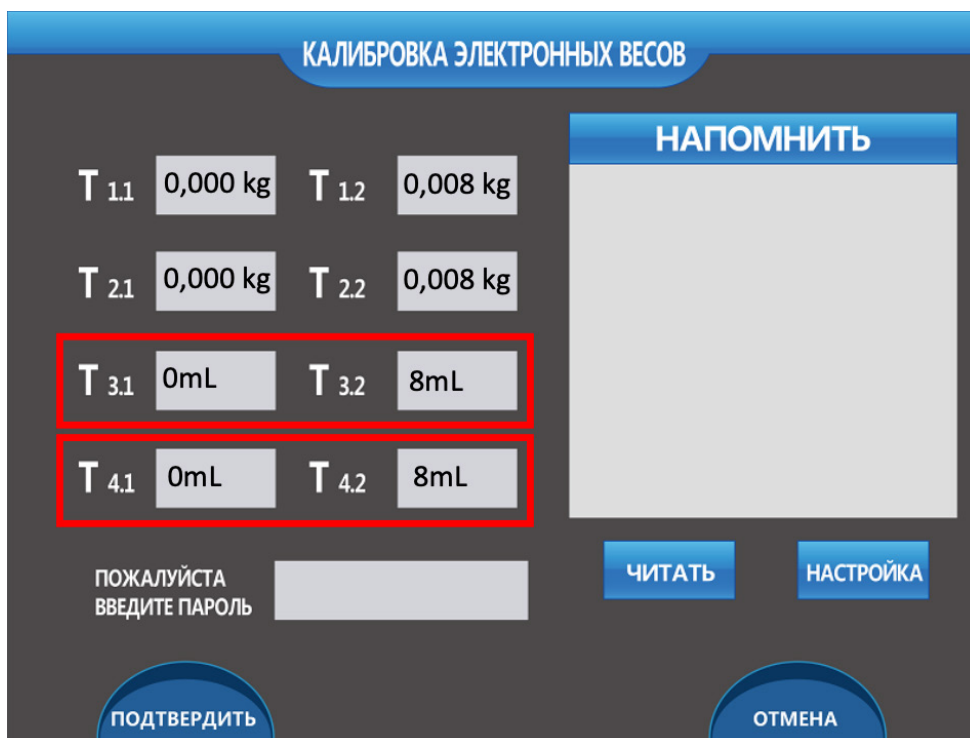 КАЛИБРОВКА ЭЛЕКТРОННЫХ ВЕСОВ
НАПОМНИТЬ
T 1.1 0,000 kg T 1.2 0,008 kg
T 2.1 0,000 kg T 2.2 0,008 kg
T 3.1 0mL T 3.2 8mL
T 4.1 0mL T 4.2 8mL
ПОЖАЛУЙСТА
ВВЕДИТЕ ПАРОЛЬ
ЧИТАТЬ НАСТРОЙКА
ПОДТВЕРДИТЬ ОТМЕНА